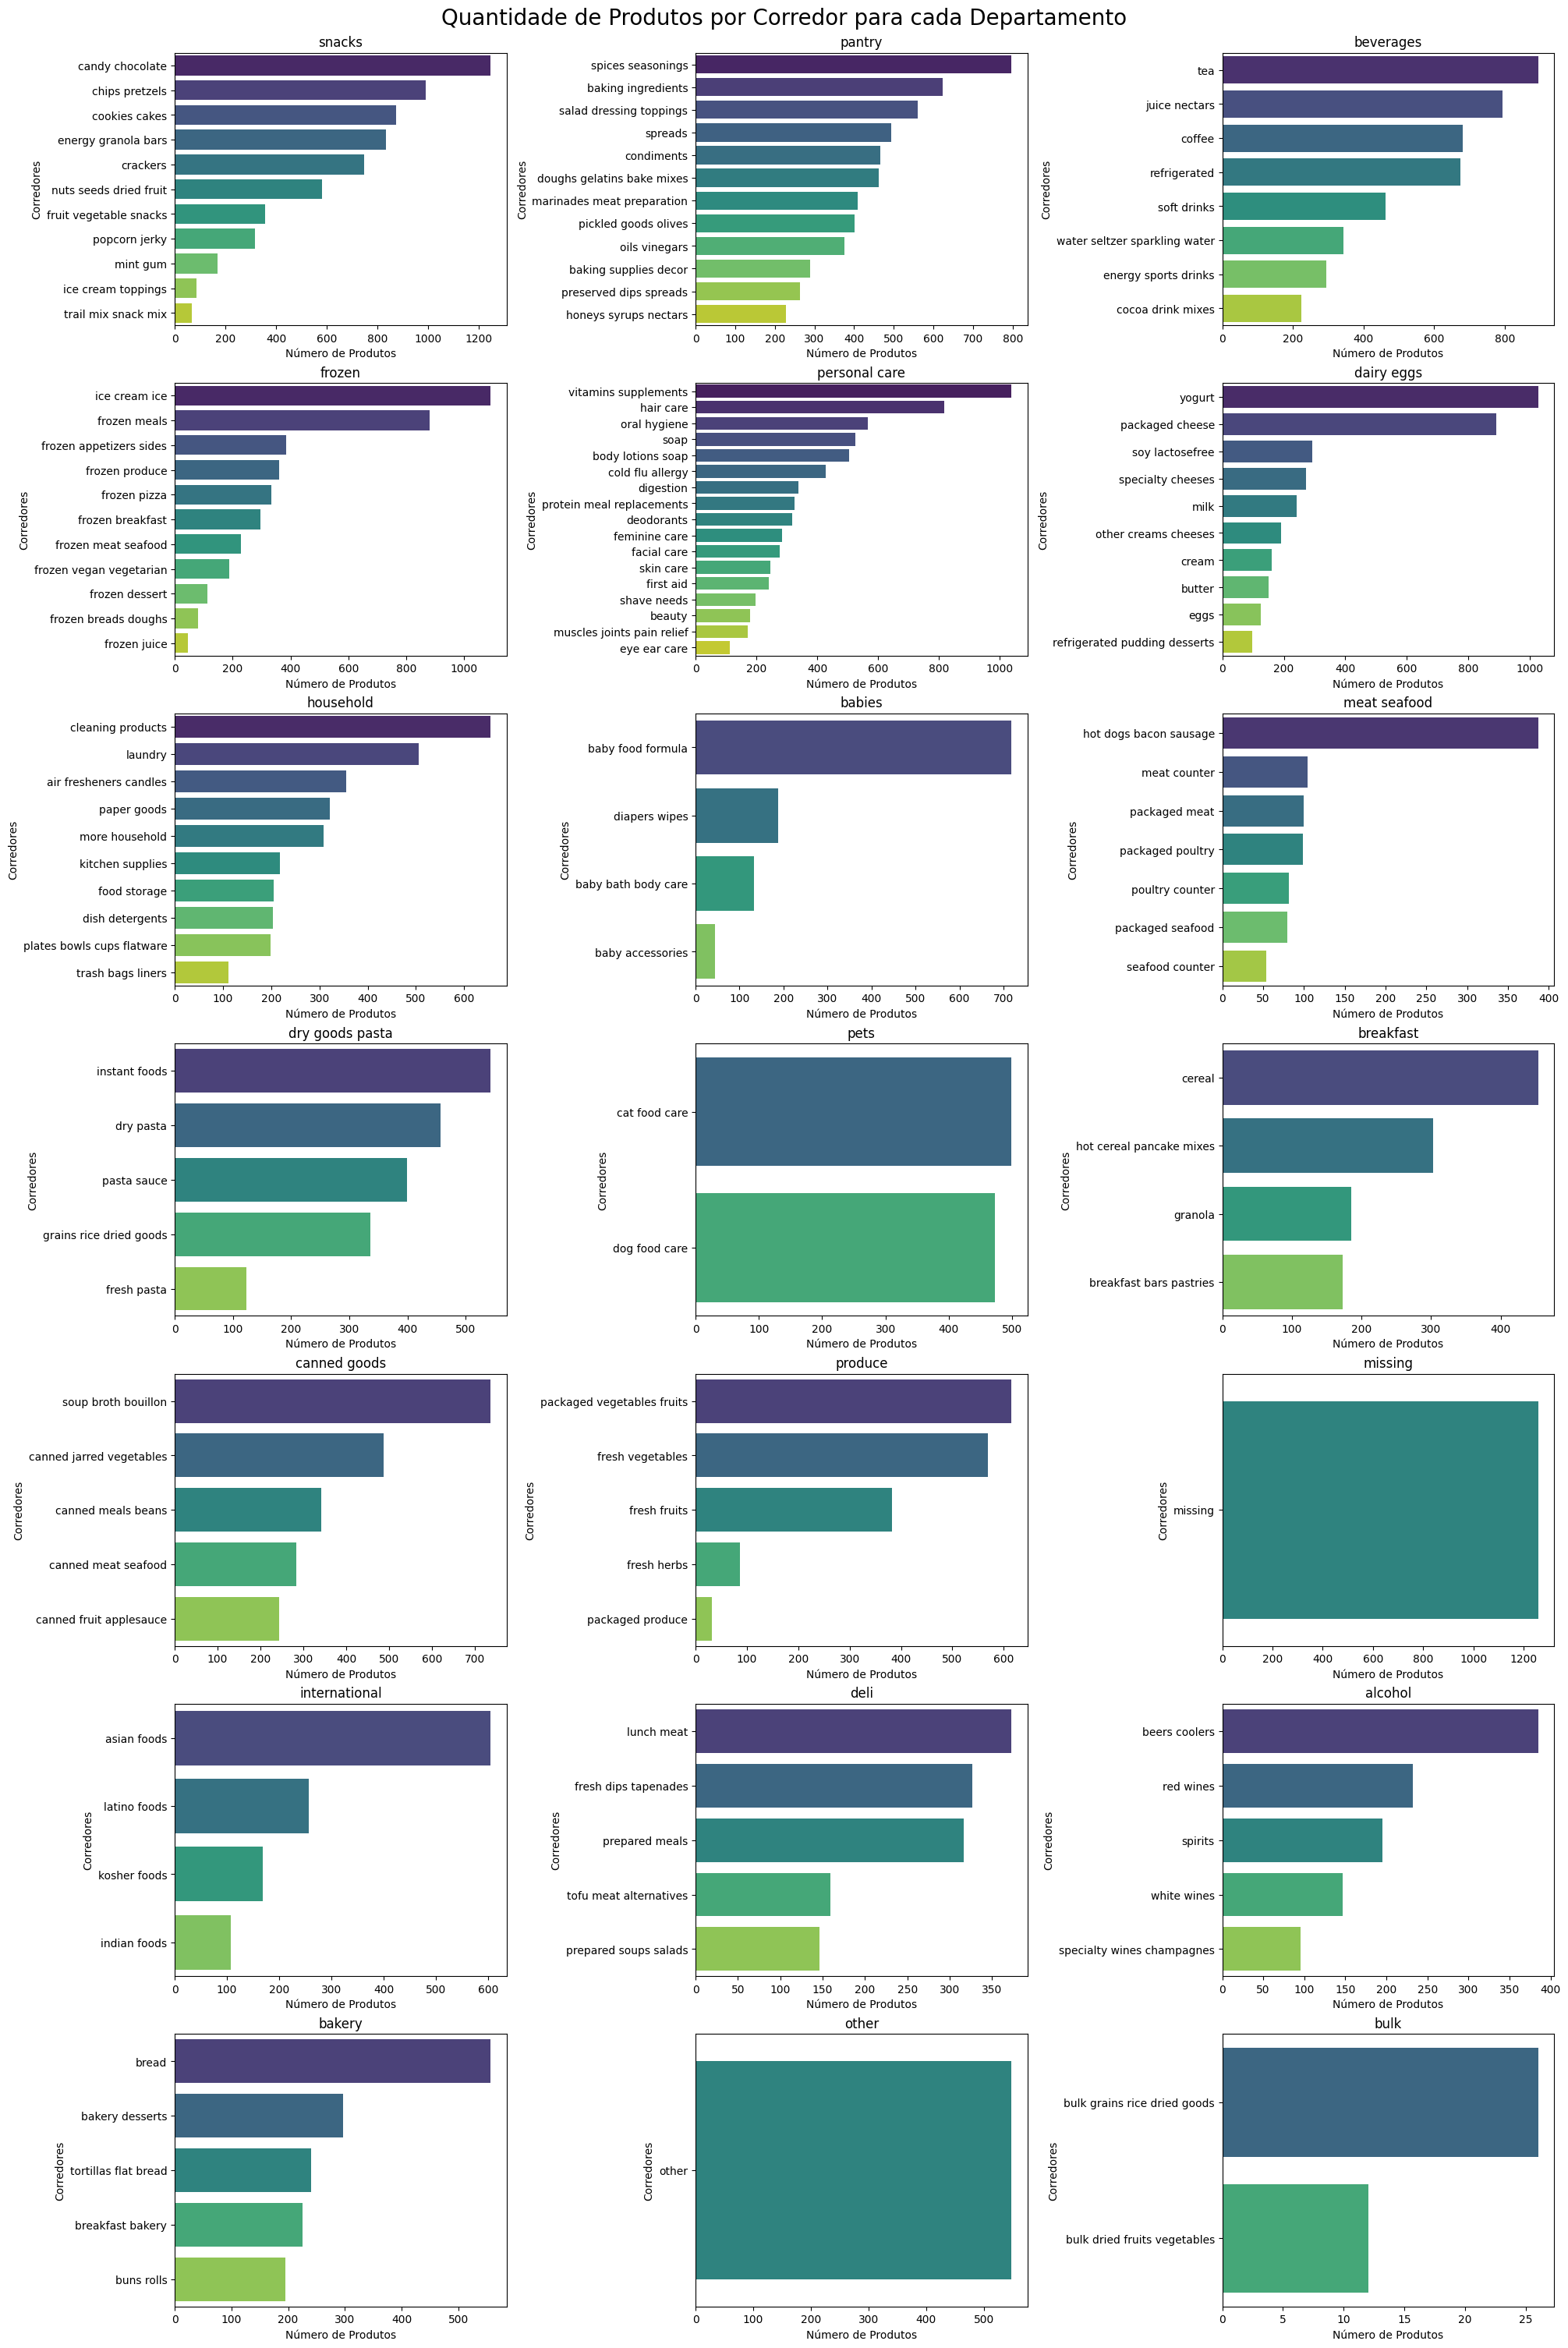 Quantidade de Produtos por Corredor para cada Departamento
snacks
Corredores
candy chocolate
chips pretzels
cookies cakes
energy granola bars
crackers
nuts seeds dried fruit
fruit vegetable snacks
popcorn jerky
mint gum
ice cream toppings
trail mix snack mix
0 200 400 600 800 1000 1200
Número de Produtos
pantry
Corredores
spices seasonings
baking ingredients
salad dressing toppings
spreads
condiments
doughs gelatins bake mixes
marinades meat preparation
pickled goods olives
oils vinegars
baking supplies decor
preserved dips spreads
honeys syrups nectars
0 100 200 300 400 500 600 700 800
Número de Produtos
beverages
Corredores
tea
juice nectars
coffee
refrigerated
soft drinks
water seltzer sparkling water
energy sports drinks
cocoa drink mixes
0 200 400 600 800
Número de Produtos
frozen
Corredores
ice cream ice
frozen meals
frozen appetizers sides
frozen produce
frozen pizza
frozen breakfast
frozen meat seafood
frozen vegan vegetarian
frozen dessert
frozen breads doughs
frozen juice
0 200 400 600 800 1000
Número de Produtos
personal care
Corredores
vitamins supplements
hair care
oral hygiene
soap
body lotions soap
cold flu allergy
digestion
protein meal replacements
deodorants
feminine care
facial care
skin care
first aid
shave needs
beauty
muscles joints pain relief
eye ear care
0 200 400 600 800 1000
Número de Produtos
dairy eggs
Corredores
yogurt
packaged cheese
soy lactosefree
specialty cheeses
milk
other creams cheeses
cream
butter
eggs
refrigerated pudding desserts
0 200 400 600 800 1000
Número de Produtos
household
Corredores
cleaning products
laundry
air fresheners candles
paper goods
more household
kitchen supplies
food storage
dish detergents
plates bowls cups flatware
trash bags liners
0 100 200 300 400 500 600
Número de Produtos
babies
Corredores
baby food formula
diapers wipes
baby bath body care
baby accessories
0 100 200 300 400 500 600 700
Número de Produtos
meat seafood
Corredores
hot dogs bacon sausage
meat counter
packaged meat
packaged poultry
poultry counter
packaged seafood
seafood counter
0 50 100 150 200 250 300 350 400
Número de Produtos
dry goods pasta
Corredores
instant foods
dry pasta
pasta sauce
grains rice dried goods
fresh pasta
0 100 200 300 400 500
Número de Produtos
pets
Corredores
cat food care
dog food care
0 100 200 300 400 500
Número de Produtos
breakfast
Corredores
cereal
hot cereal pancake mixes
granola
breakfast bars pastries
0 100 200 300 400
Número de Produtos
canned goods
Corredores
soup broth bouillon
canned jarred vegetables
canned meals beans
canned meat seafood
canned fruit applesauce
0 100 200 300 400 500 600 700
Número de Produtos
produce
Corredores
packaged vegetables fruits
fresh vegetables
fresh fruits
fresh herbs
packaged produce
0 100 200 300 400 500 600
Número de Produtos
missing
Corredores
missing
0 200 400 600 800 1000 1200
Número de Produtos
international
Corredores
asian foods
latino foods
kosher foods
indian foods
0 100 200 300 400 500 600
Número de Produtos
deli
Corredores
lunch meat
fresh dips tapenades
prepared meals
tofu meat alternatives
prepared soups salads
0 50 100 150 200 250 300 350
Número de Produtos
alcohol
Corredores
beers coolers
red wines
spirits
white wines
specialty wines champagnes
0 50 100 150 200 250 300 350 400
Número de Produtos
bakery
Corredores
bread
bakery desserts
tortillas flat bread
breakfast bakery
buns rolls
0 100 200 300 400 500
Número de Produtos
other
Corredores
other
0 100 200 300 400 500
Número de Produtos
bulk
Corredores
bulk grains rice dried goods
bulk dried fruits vegetables
0 5 10 15 20 25
Número de Produtos